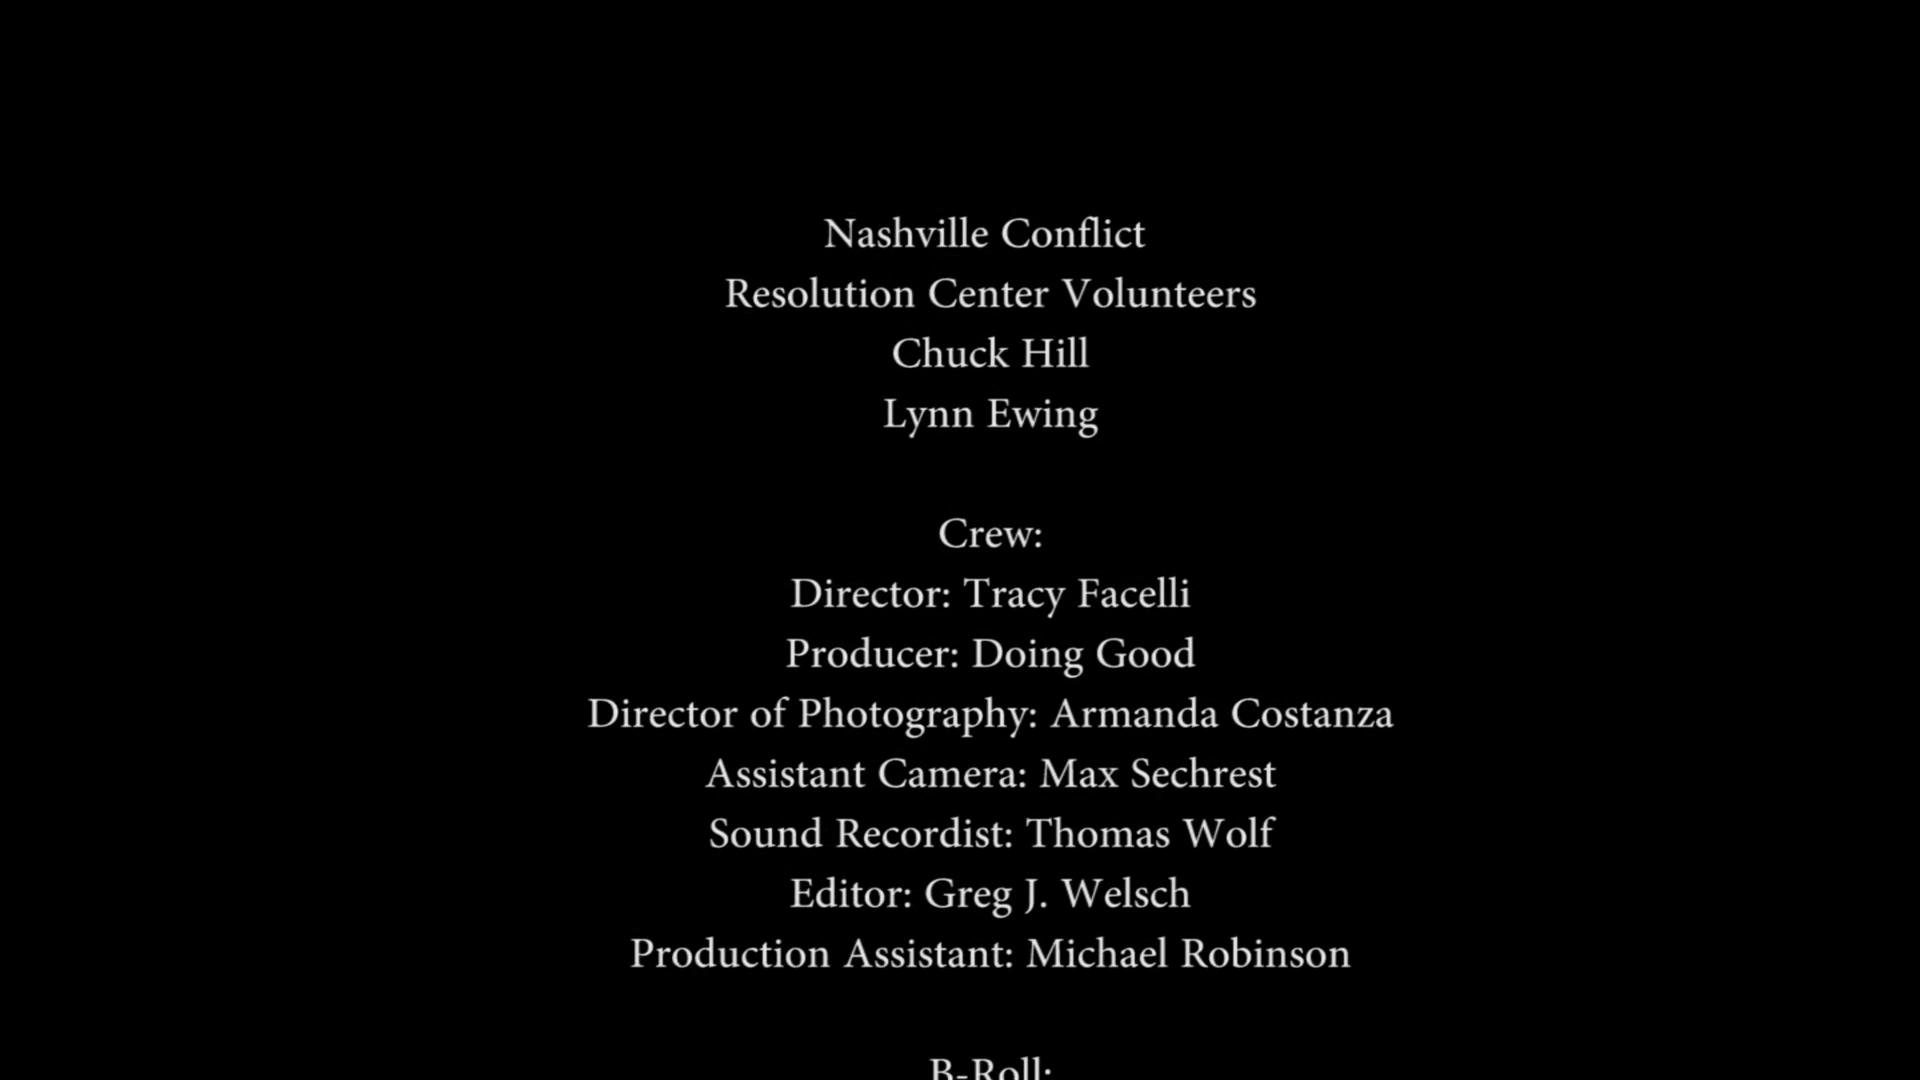 Nashville Conflict
Resolution Center Volunteers
Chuck Hill
Lynn Ewing
Crew:
Director: Tracy Facelli
Producer: Doing Good
Director of Photography: Armanda Costanza
Assistant Camera: Max Sechrest
Sound Recordist: Thomas Wolf
Editor: Greg J. Welsch
Production Assistant: Michael Robinson
B-Roll: